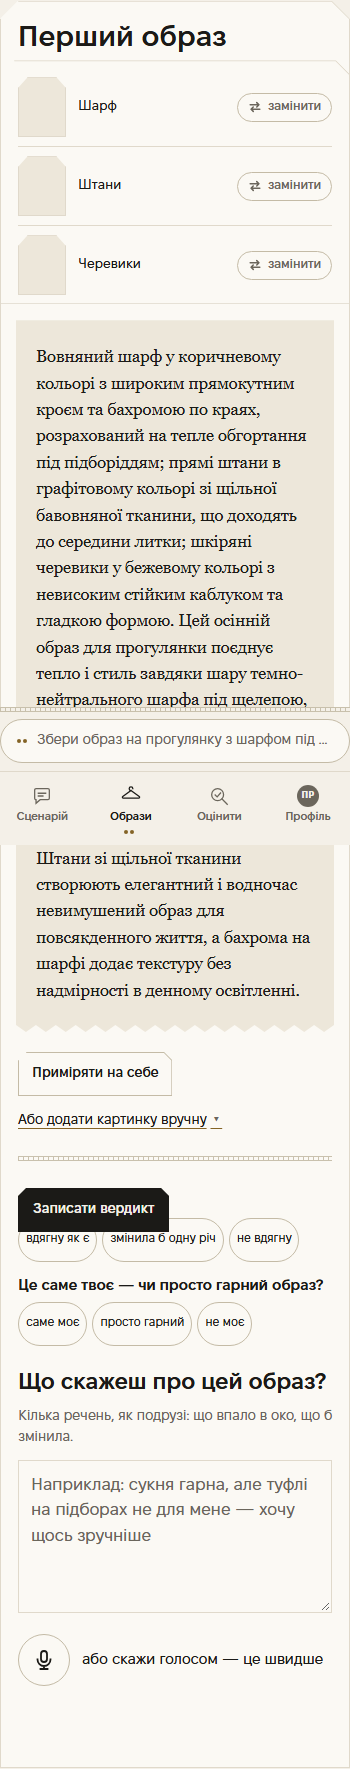 Перший образ
Шарф
замінити
Штани
замінити
Черевики
замінити
Вовняний шарф у коричневому
кольорі з широким прямокутним
кроєм та бахромою по краях,
розрахований на тепле обгортання
під підборіддям; прямі штани в
графітовому кольорі зі щільної
бавовняної тканини, що доходять
до середини литки; шкіряні
черевики у бежевому кольорі з
невисоким стійким каблуком та
гладкою формою. Цей осінній
образ для прогулянки поєднує
тепло і стиль завдяки шару темно-
нейтрального шарфа під щелепою,
Збери образ на прогулянку з шарфом під ...
Сценарій
Образи
Оцінити
ПР
Профіль
Штани зі щільної тканини
створюють елегантний і водночас
невимушений образ для
повсякденного життя, а бахрома на
шарфі додає текстуру без
надмірності в денному освітленні.
Приміряти на себе
Або додати картинку вручну
Записати вердикт
вдягну як є
змінила б одну річ
не вдягну
Це саме твоє — чи просто гарний образ?
саме моє
просто гарний
не моє
Що скажеш про цей образ?
Кілька речень, як подрузі: що впало в око, що б
змінила.
Наприклад: сукня гарна, але туфлі
на підборах не для мене — хочу
щось зручніше
або скажи голосом — це швидше